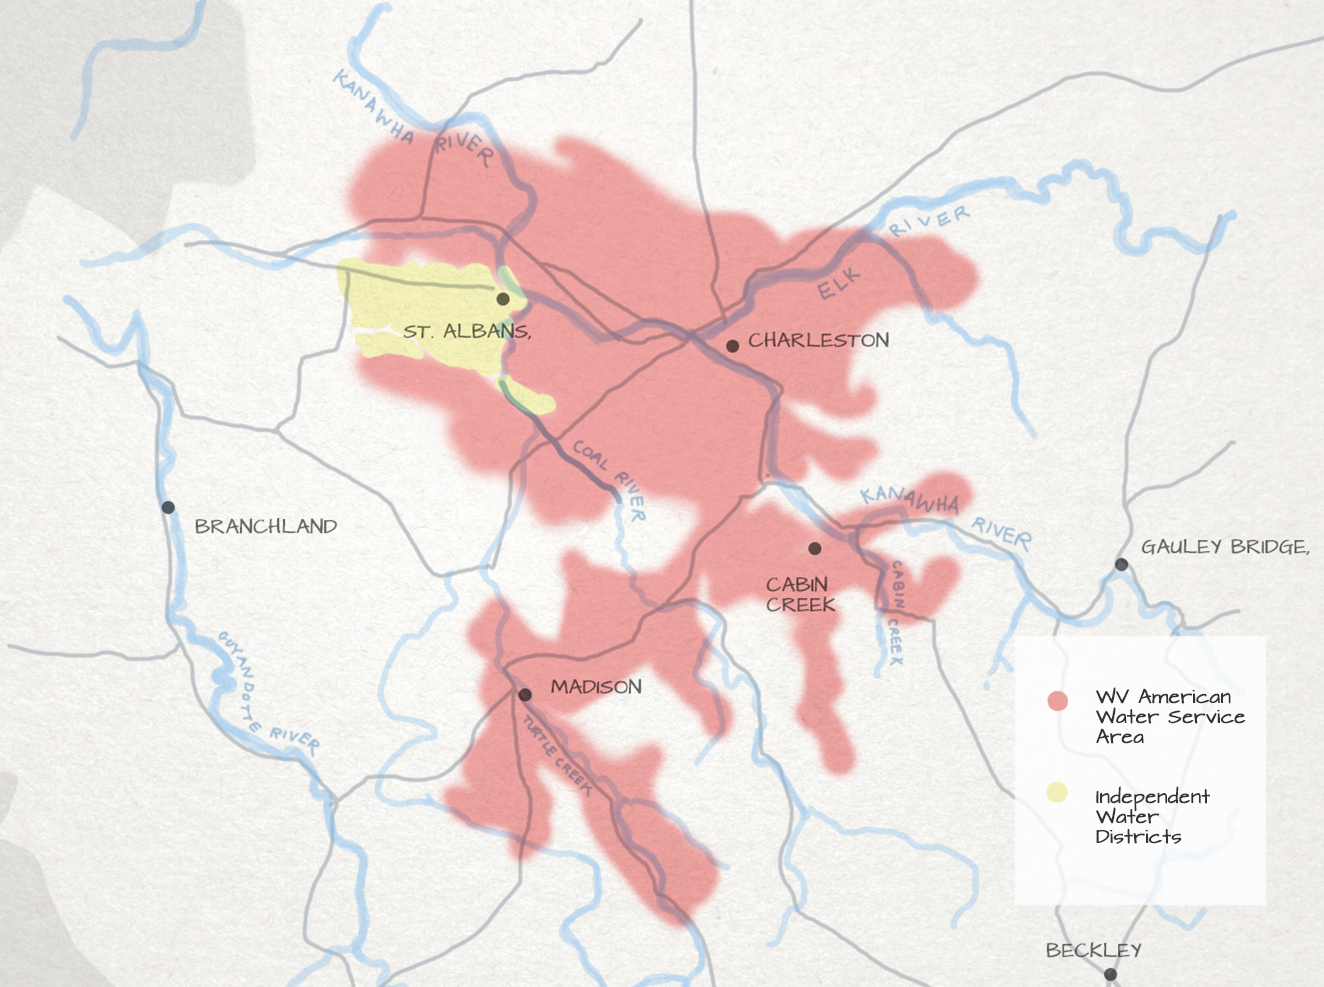 KANAWHA RIVER
ELK RIVER
ST. ALBANS,
CHARLESTON
COAL RIVER
KANAWHA RIVER
BRANCHLAND
GAULEY BRIDGE,
CABIN
CREEK
CABIN CREEK
GUYANDOTTE RIVER
MADISON
TURTLE CREEK
WV American
Water Service
Area
Independent
Water
Districts
BECKLEY